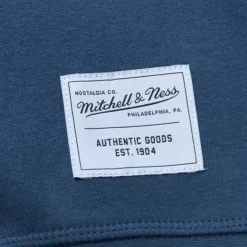 NOSTALGIA CO.
Mitchell & Ness
PHILADELPHIA, PA.
AUTHENTIC GOODS
EST. 1904